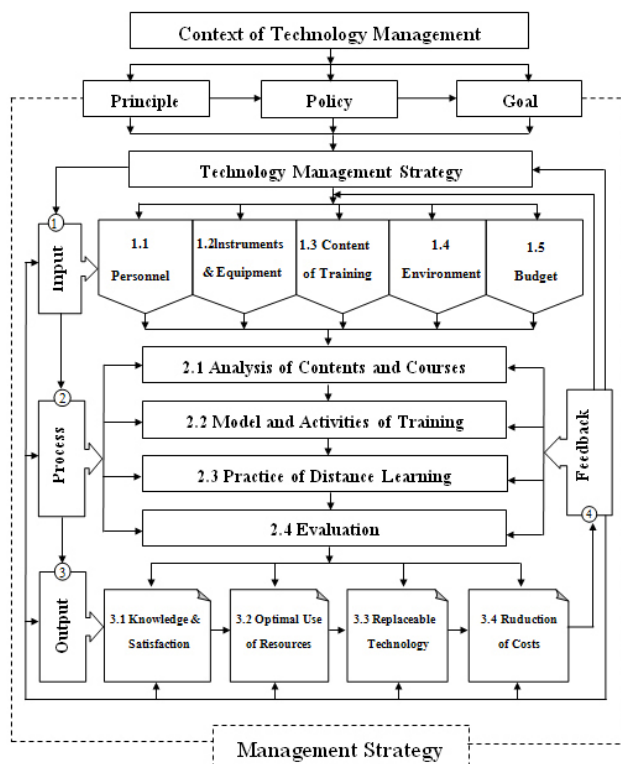 Context of Technology Management
Principle
Policy
Goal
Technology Management Strategy
1
Input
1.1
Personnel
1.2Instruments
& Equipment
1.3 Content
of Training
1.4
Environment
1.5
Budget
2
Process
2.1 Analysis of Contents and Courses
2.2 Model and Activities of Training
2.3 Practice of Distance Learning
2.4 Evaluation
Feedback
4
3
Output
3.1 Knowledge &
Satisfaction
3.2 Optimal Use
of Resources
3.3 Replaceable
Technology
3.4 Ruduction
of Costs
Management Strategy